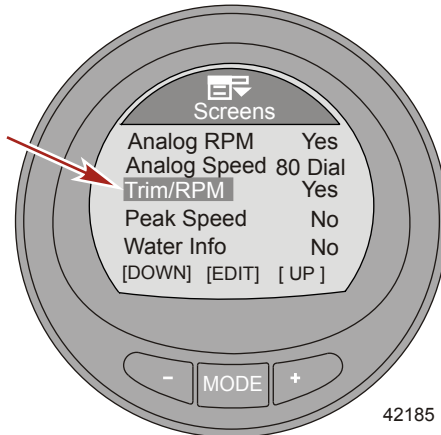 Screens
Analog RPM Yes
Analog Speed 80 Dial
Trim/RPM Yes
Peak Speed No
Water Info No
[DOWN] [EDIT] [ UP ]
- MODE +
42185